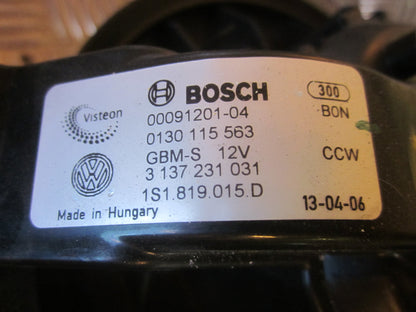 BOSCH 300
Visteon 00091201-04 BON
0130 115 563
GBM-S 12V CCW
3 137 231 031
1S1.819.015.D
Made in Hungary 13-04-06